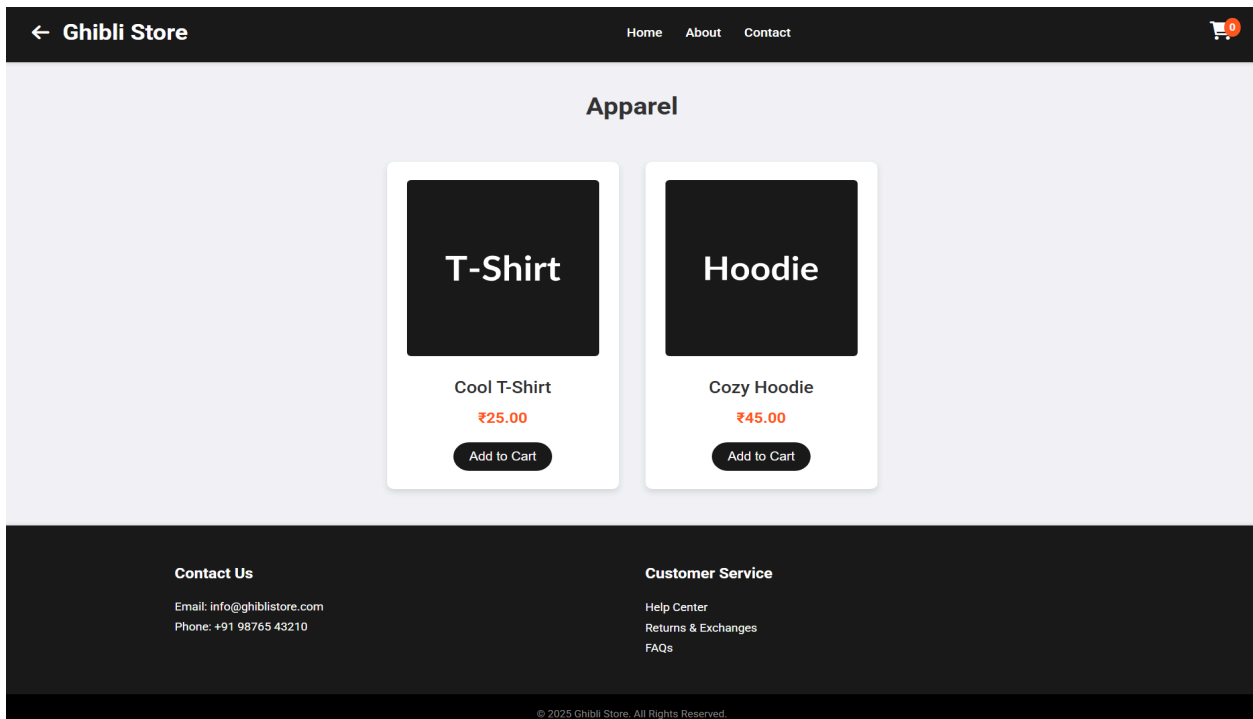 Ghibli Store
Home About Contact
0
Apparel
T-Shirt
Hoodie
Cool T-Shirt
₹25.00
Add to Cart
Cozy Hoodie
₹45.00
Add to Cart
Contact Us
Email: info@ghiblistore.com
Phone: +91 98765 43210
Customer Service
Help Center
Returns & Exchanges
FAQs
© 2025 Ghibli Store. All Rights Reserved.